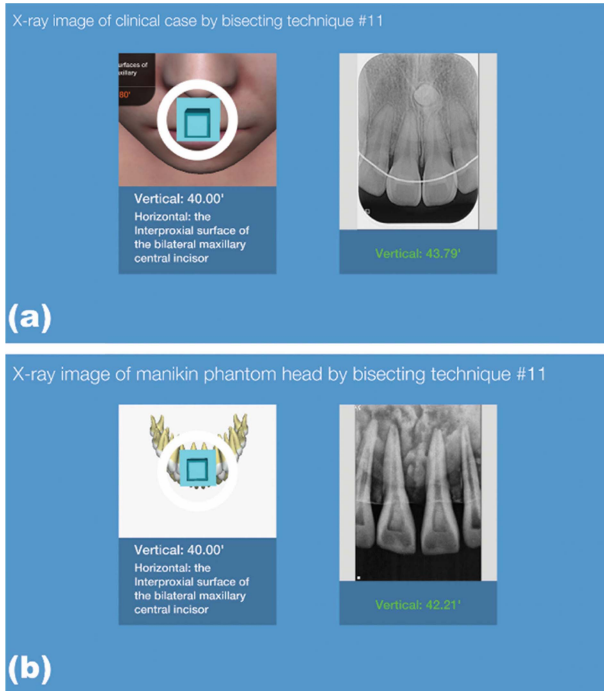 X-ray image of clinical case by bisecting technique #11
urfaces of
axillary
80'
Vertical: 40.00'
Horizontal: the
Interproxial surface of
the bilateral maxillary
central incisor
Vertical: 43.79'
(a)
X-ray image of manikin phantom head by bisecting technique #11
Vertical: 40.00'
Horizontal: the
Interproxial surface of
the bilateral maxillary
central incisor
Vertical: 42.21'
(b)